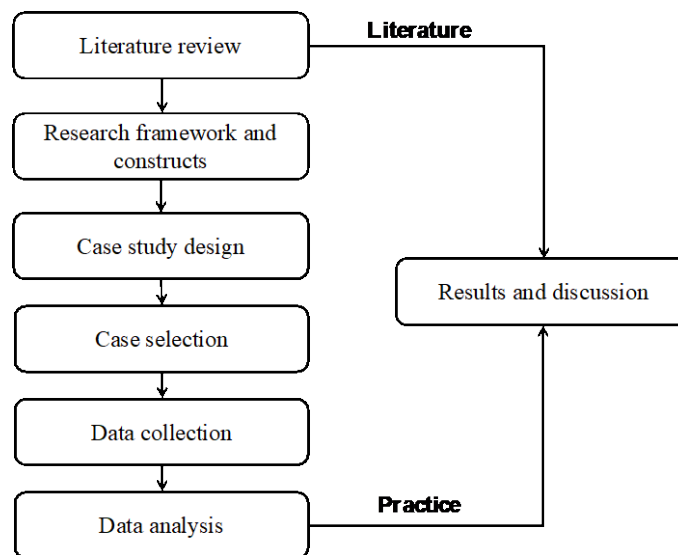 Literature review
Literature
Research framework and
constructs
Case study design
Results and discussion
Case selection
Data collection
Data analysis
Practice